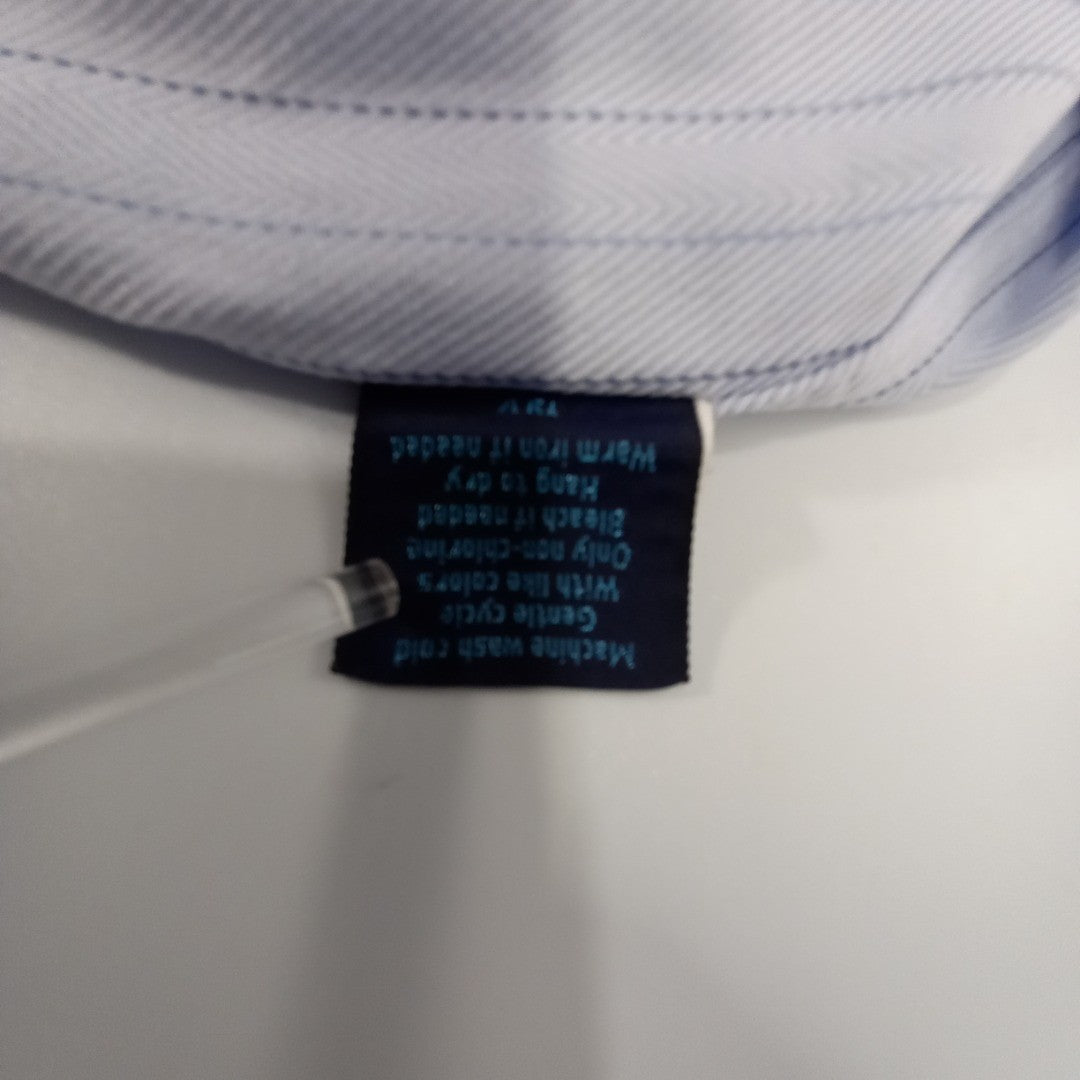 Machine wash cold
Gentle cycle
With like colors
Only non-chlorine
Bleach if needed
Hang to dry
Warm iron if needed